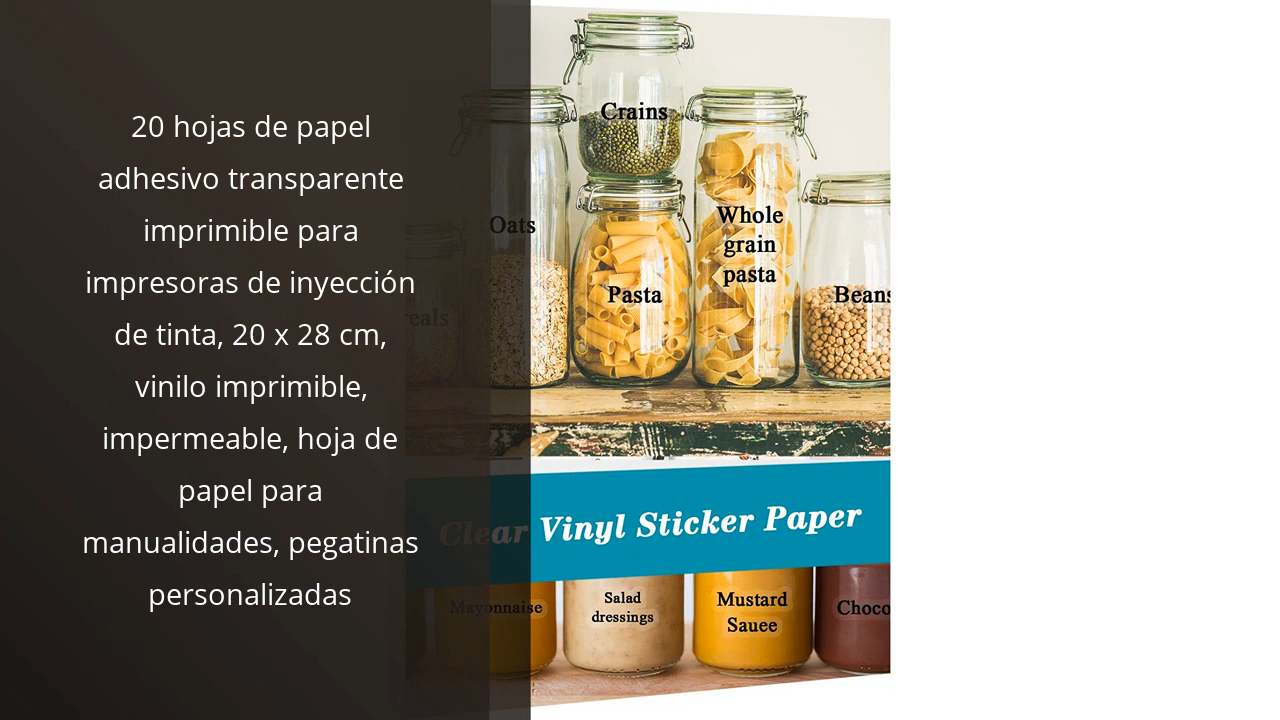 20 hojas de papel
adhesivo transparente
imprimible para
impresoras de inyección
de tinta, 20 x 28 cm,
vinilo imprimible,
impermeable, hoja de
papel para
manualidades, pegatinas
personalizadas
Crains
Oats
Whole
grain
pasta
Pasta
Beans
eals
Clear Vinyl Sticker Paper
Mayonnaise
Salad
dressings
Mustard
Sauee
Choco